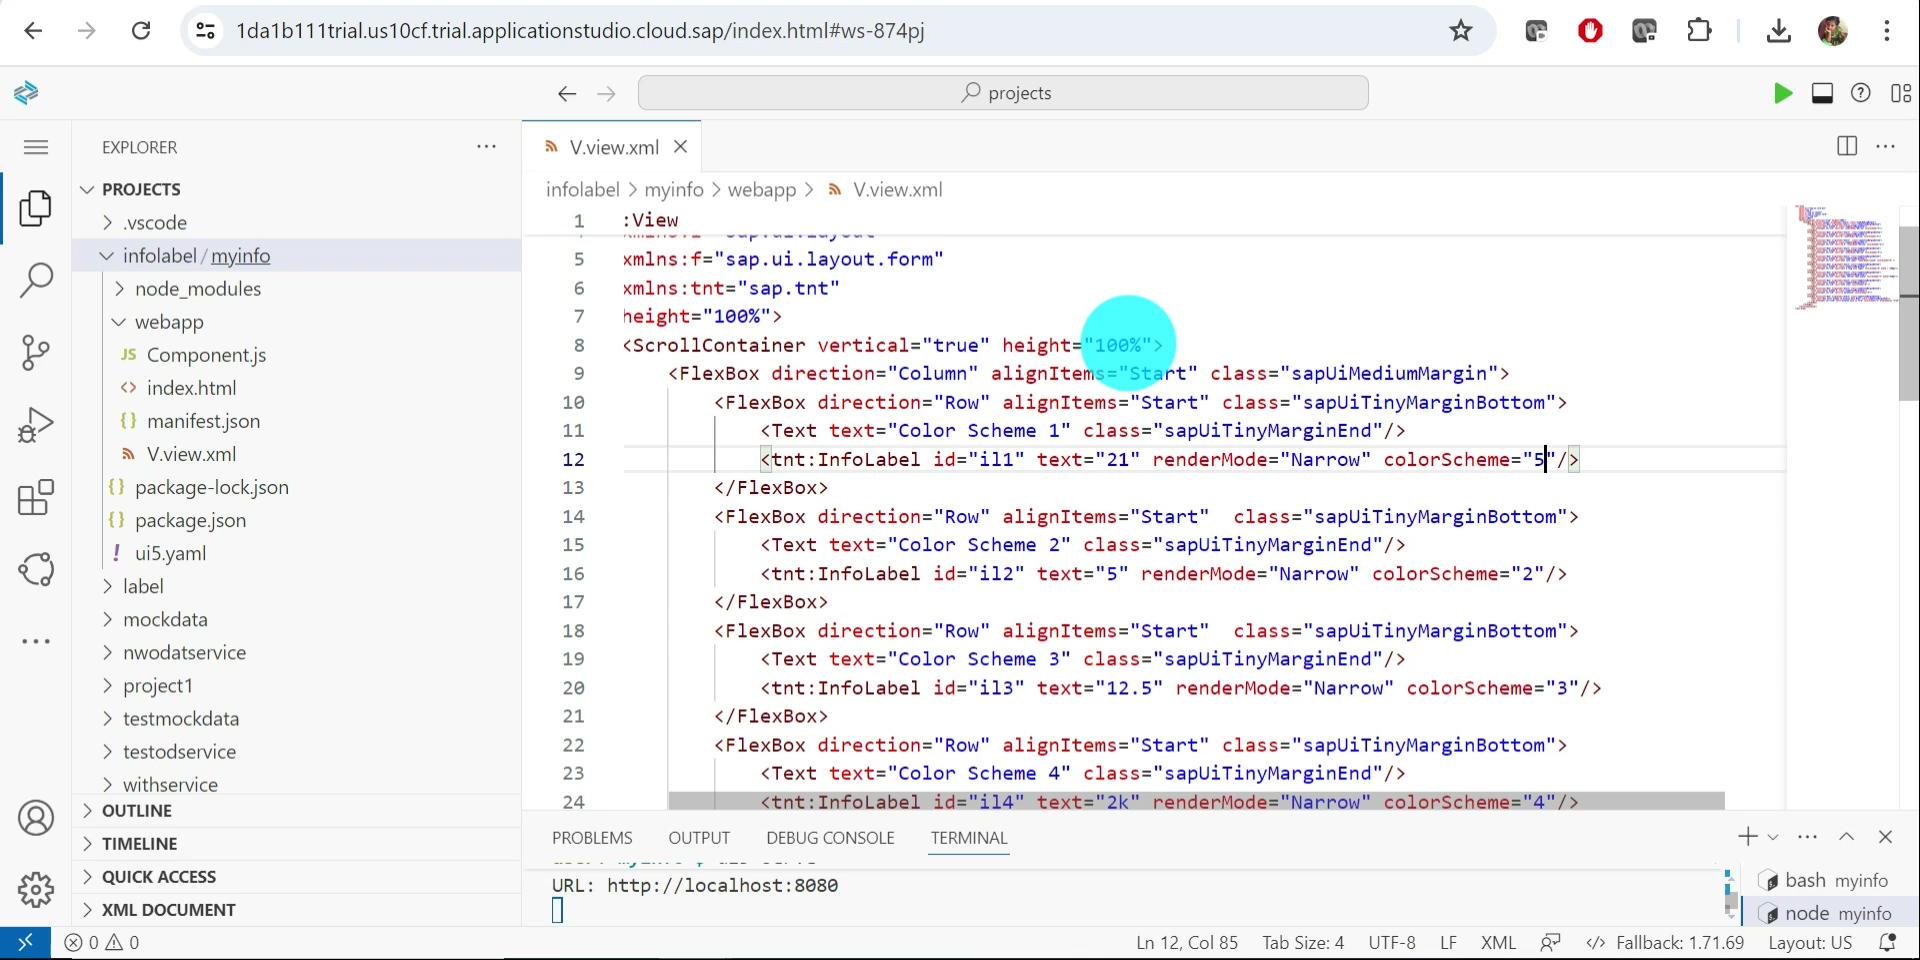 1da1b111trial.us10cf.trial.applicationstudio.cloud.sap/index.html#ws-874pj
projects
EXPLORER
V.view.xml
PROJECTS
infolabel > myinfo > webapp > V.view.xml
.vscode
infolabel / myinfo
node_modules
webapp
JS Component.js
<> index.html
{} manifest.json
V.view.xml
{} package-lock.json
{} package.json
! ui5.yaml
label
mockdata
nwodatservice
project1
testmockdata
testodservice
withservice
OUTLINE
TIMELINE
QUICK ACCESS
XML DOCUMENT
1 :View
5 xmlns:f="sap.ui.layout.form"
6 xmlns:tnt="sap.tnt"
7 height="100%">
8 <ScrollContainer vertical="true" height="100%">
9 <FlexBox direction="Column" alignItems="Start" class="sapUiMediumMargin">
10 <FlexBox direction="Row" alignItems="Start" class="sapUiTinyMarginBottom">
11 <Text text="Color Scheme 1" class="sapUiTinyMarginEnd"/>
12 <tnt:InfoLabel id="il1" text="21" renderMode="Narrow" colorScheme="5"/>
13 </FlexBox>
14 <FlexBox direction="Row" alignItems="Start"  class="sapUiTinyMarginBottom">
15 <Text text="Color Scheme 2" class="sapUiTinyMarginEnd"/>
16 <tnt:InfoLabel id="il2" text="5" renderMode="Narrow" colorScheme="2"/>
17 </FlexBox>
18 <FlexBox direction="Row" alignItems="Start"  class="sapUiTinyMarginBottom">
19 <Text text="Color Scheme 3" class="sapUiTinyMarginEnd"/>
20 <tnt:InfoLabel id="il3" text="12.5" renderMode="Narrow" colorScheme="3"/>
21 </FlexBox>
22 <FlexBox direction="Row" alignItems="Start" class="sapUiTinyMarginBottom">
23 <Text text="Color Scheme 4" class="sapUiTinyMarginEnd"/>
24 <tnt:InfoLabel id="il4" text="2k" renderMode="Narrow" colorScheme="4"/>
PROBLEMS OUTPUT DEBUG CONSOLE TERMINAL
URL: http://localhost:8080
bash myinfo
node myinfo
0 0
Ln 12, Col 85 Tab Size: 4 UTF-8 LF XML </> Fallback: 1.71.69 Layout: US